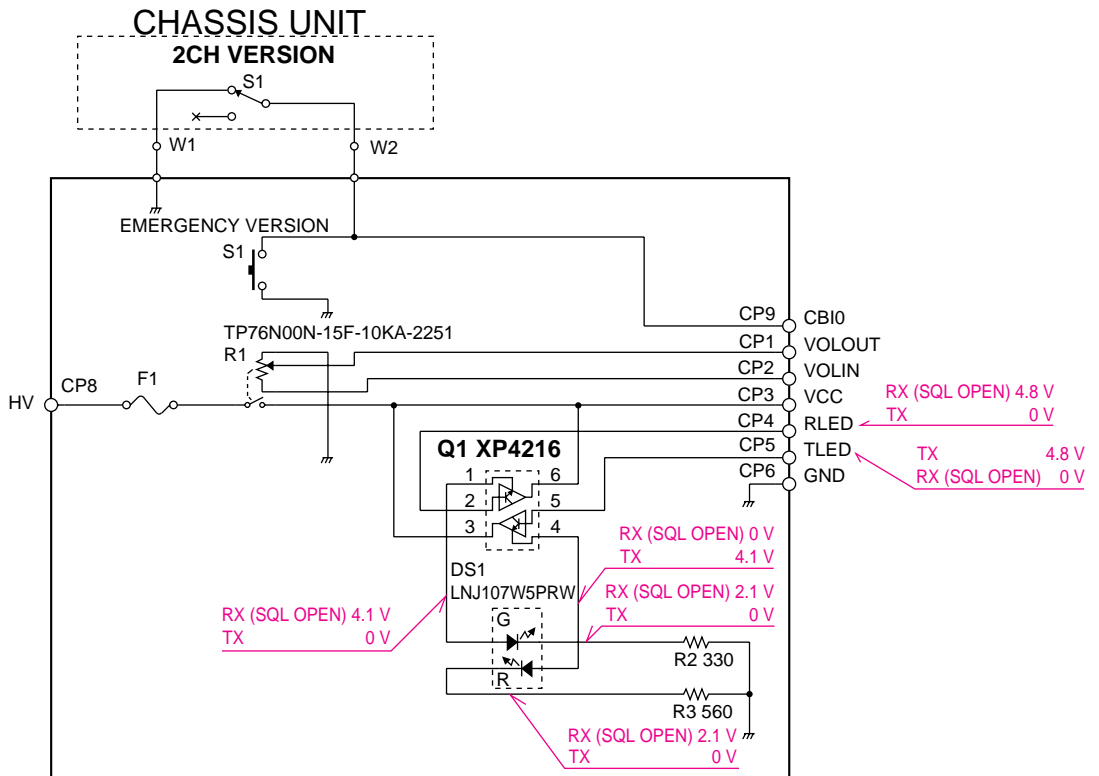 CHASSIS UNIT
2CH VERSION
S1
W1
W2
EMERGENCY VERSION
S1
TP76N00N-15F-10KA-2251
R1
HV
CP8
F1
CP9
CBI0
CP1
VOLOUT
CP2
VOLIN
CP3
VCC
CP4
RLED
CP5
TLED
CP6
GND
RX (SQL OPEN) 4.8 V
TX 0 V
TX 4.8 V
RX (SQL OPEN) 0 V
Q1 XP4216
1
6
2
5
3
4
RX (SQL OPEN) 0 V
TX 4.1 V
DS1
LNJ107W5PRW
RX (SQL OPEN) 2.1 V
TX 0 V
RX (SQL OPEN) 4.1 V
TX 0 V
G
R2 330
R
R3 560
RX (SQL OPEN) 2.1 V
TX 0 V